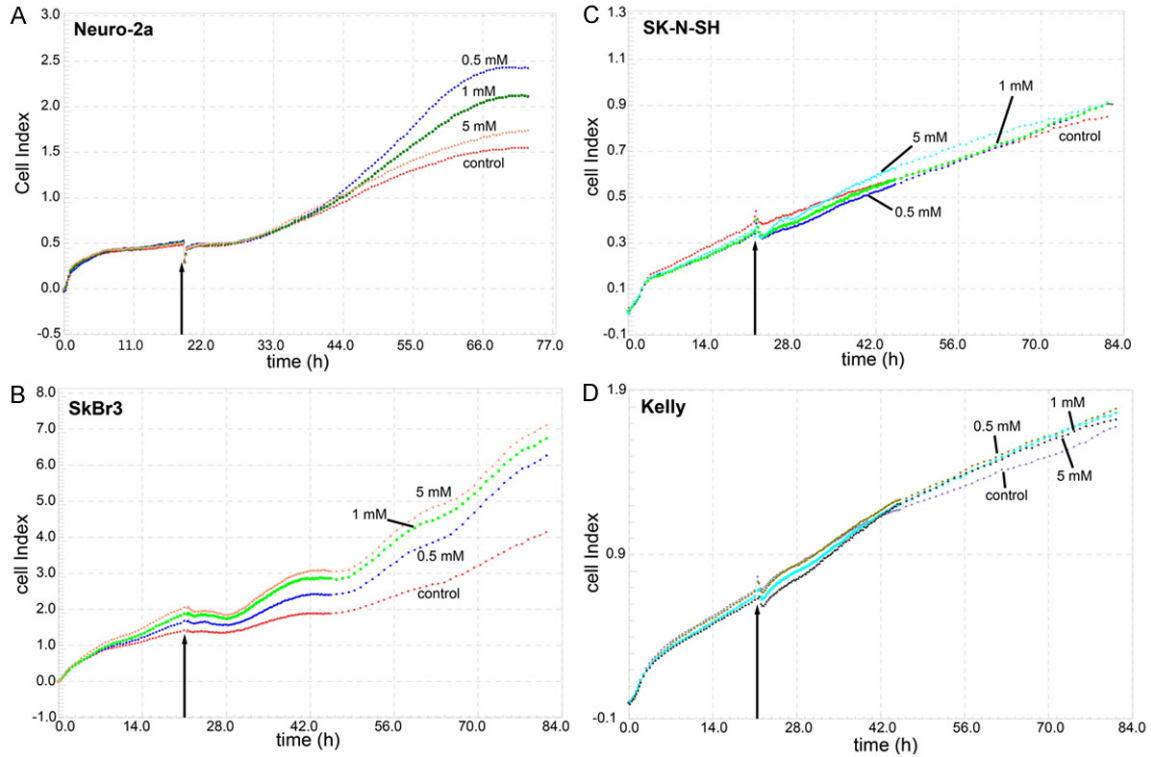 A
Neuro-2a
3.0
2.5
2.0
1.5
1.0
0.5
0.0
-0.5
Cell Index
0.5 mM
1 mM
5 mM
control
0.0 11.0 22.0 33.0 44.0 55.0 66.0 77.0
time (h)
C
SK-N-SH
1.3
1.1
0.9
0.7
0.5
0.3
0.1
-0.1
cell Index
1 mM
5 mM
control
0.5 mM
0.0 14.0 28.0 42.0 56.0 70.0 84.0
time (h)
B
SkBr3
8.0
7.0
6.0
5.0
4.0
3.0
2.0
1.0
0.0
-1.0
cell Index
5 mM
1 mM
0.5 mM
control
0.0 14.0 28.0 42.0 56.0 70.0 84.0
time (h)
D
Kelly
1.9
0.9
-0.1
cell Index
1 mM
0.5 mM
5 mM
control
0.0 14.0 28.0 42.0 56.0 70.0 84.0
time (h)